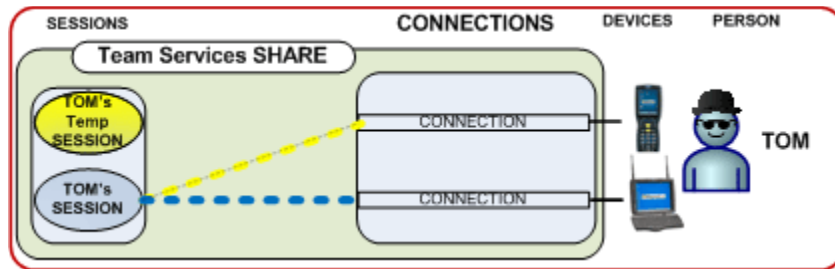 SESSIONS
CONNECTIONS
DEVICES
PERSON
Team Services SHARE
TOM's
Temp
SESSION
CONNECTION
TOM
TOM's
SESSION
CONNECTION